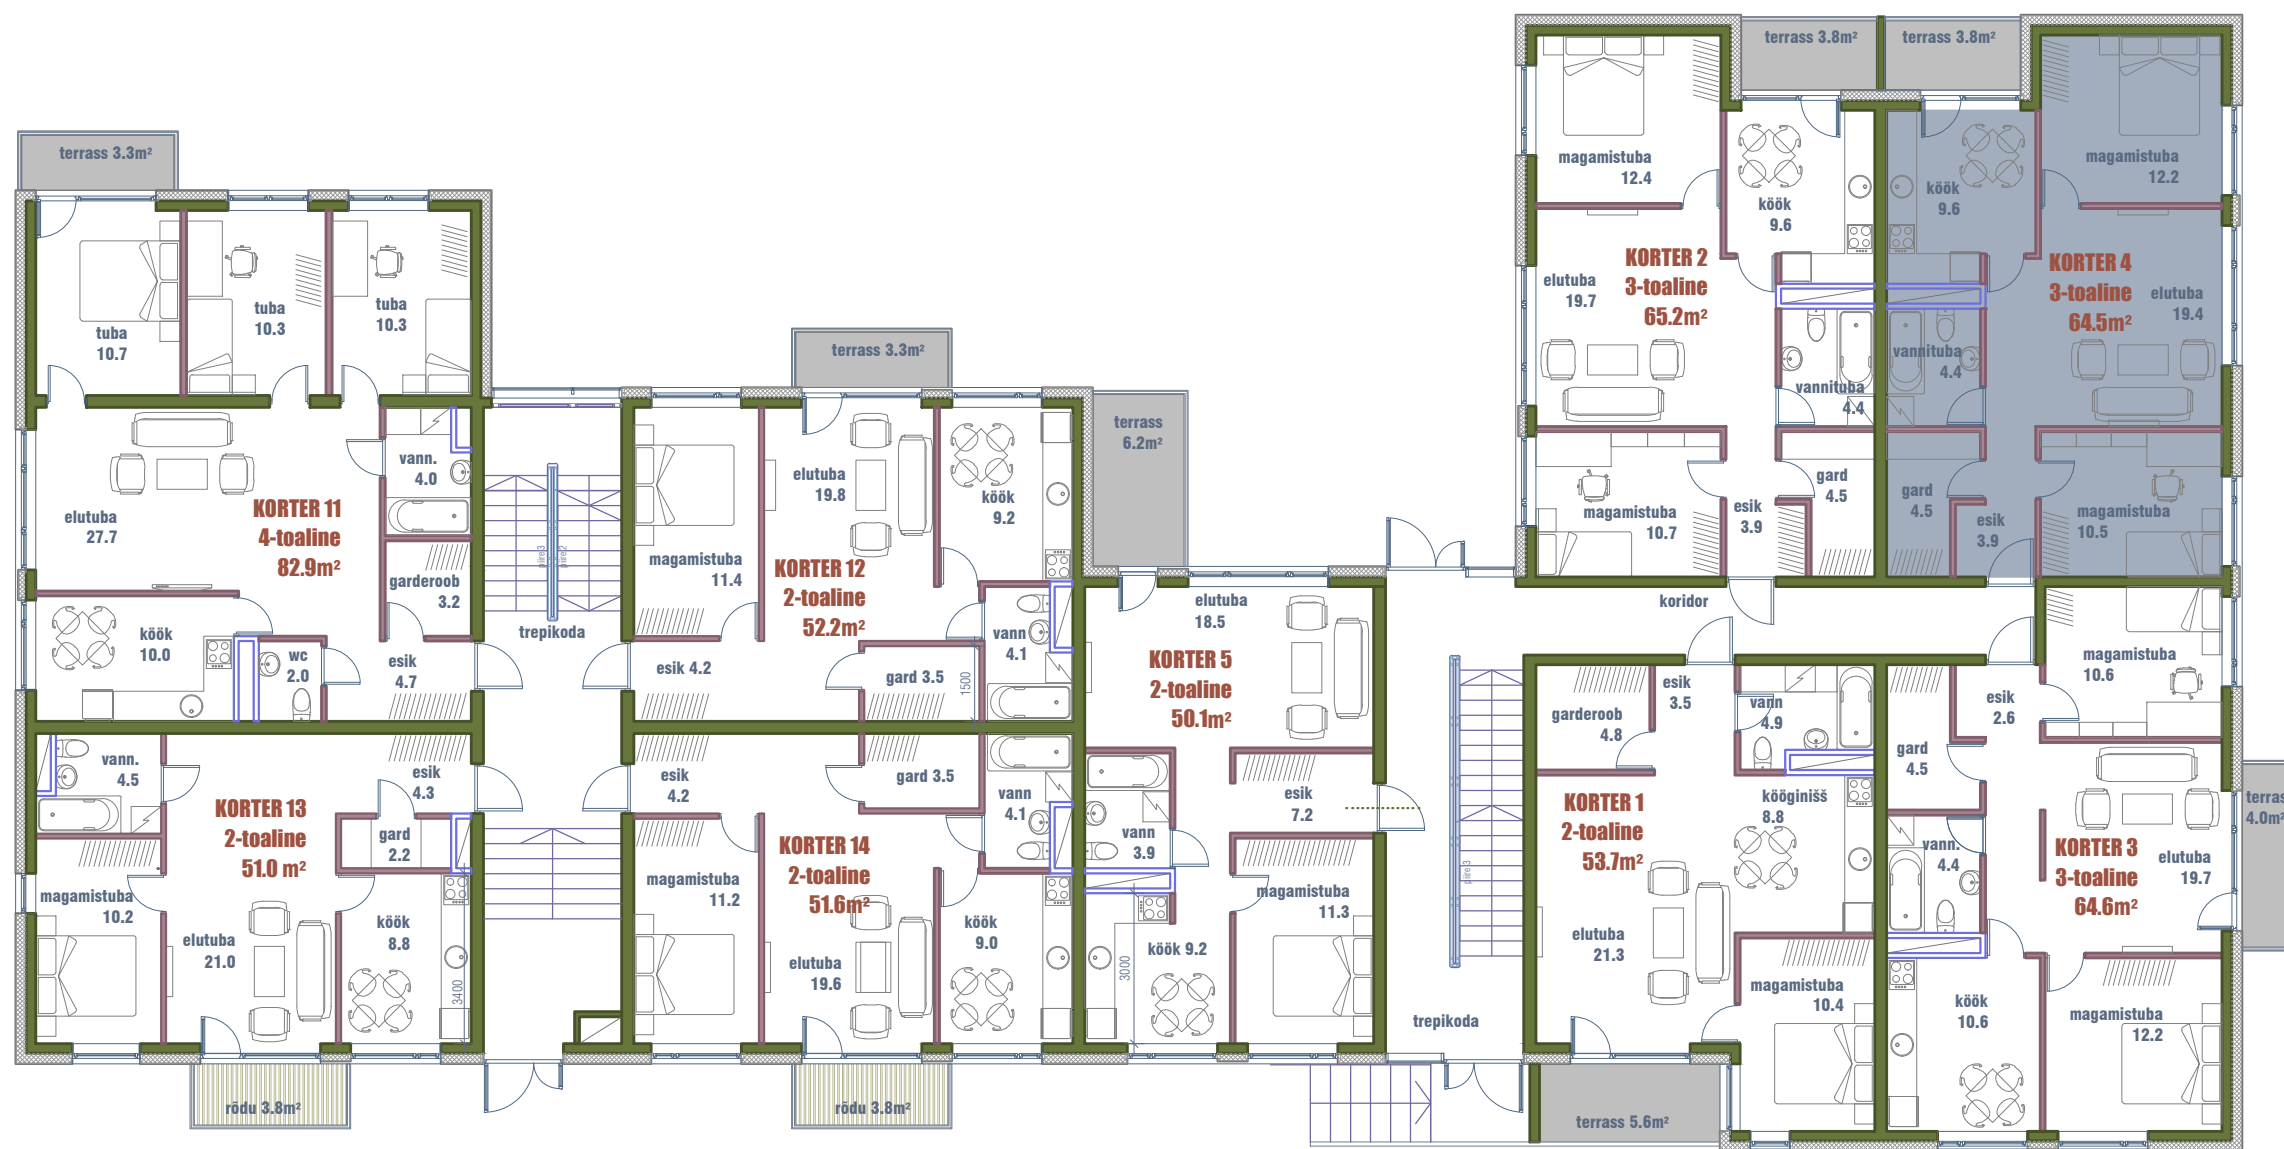 terrass 3.3m²
tuba
10.7
tuba
10.3
tuba
10.3
elutuba
27.7
KORTER 11
4-toaline
82.9m²
vann.
4.0
garderoob
3.2
köök
10.0
wc
2.0
esik
4.7
trepikoda
piire3
piire2
terrass 3.3m²
magamistuba
11.4
elutuba
19.8
köök
9.2
KORTER 12
2-toaline
52.2m²
esik 4.2
gard 3.5
1500
vann
4.1
terrass
6.2m²
elutuba
18.5
KORTER 5
2-toaline
50.1m²
esik
7.2
vann
3.9
magamistuba
11.3
köök 9.2
3000
vann.
4.5
KORTER 13
2-toaline
51.0 m²
esik
4.3
gard
2.2
magamistuba
10.2
elutuba
21.0
köök
8.8
3400
rõdu 3.8m²
esik
4.2
gard 3.5
vann
4.1
KORTER 14
2-toaline
51.6m²
magamistuba
11.2
elutuba
19.6
köök
9.0
rõdu 3.8m²
terrass 3.8m²
terrass 3.8m²
magamistuba
12.4
köök
9.6
KORTER 2
3-toaline
65.2m²
elutuba
19.7
vannituba
4.4
gard
4.5
magamistuba
10.7
esik
3.9
magamistuba
12.2
köök
9.6
KORTER 4
3-toaline
64.5m²
elutuba
19.4
vannituba
4.4
gard
4.5
esik
3.9
magamistuba
10.5
koridor
garderoob
4.8
esik
3.5
vann
4.9
KORTER 1
2-toaline
53.7m²
kööginišš
8.8
elutuba
21.3
magamistuba
10.4
piire3
trepikoda
terrass 5.6m²
magamistuba
10.6
esik
2.6
gard
4.5
vann.
4.4
KORTER 3
3-toaline
64.6m²
elutuba
19.7
köök
10.6
magamistuba
12.2
terras
4.0m²